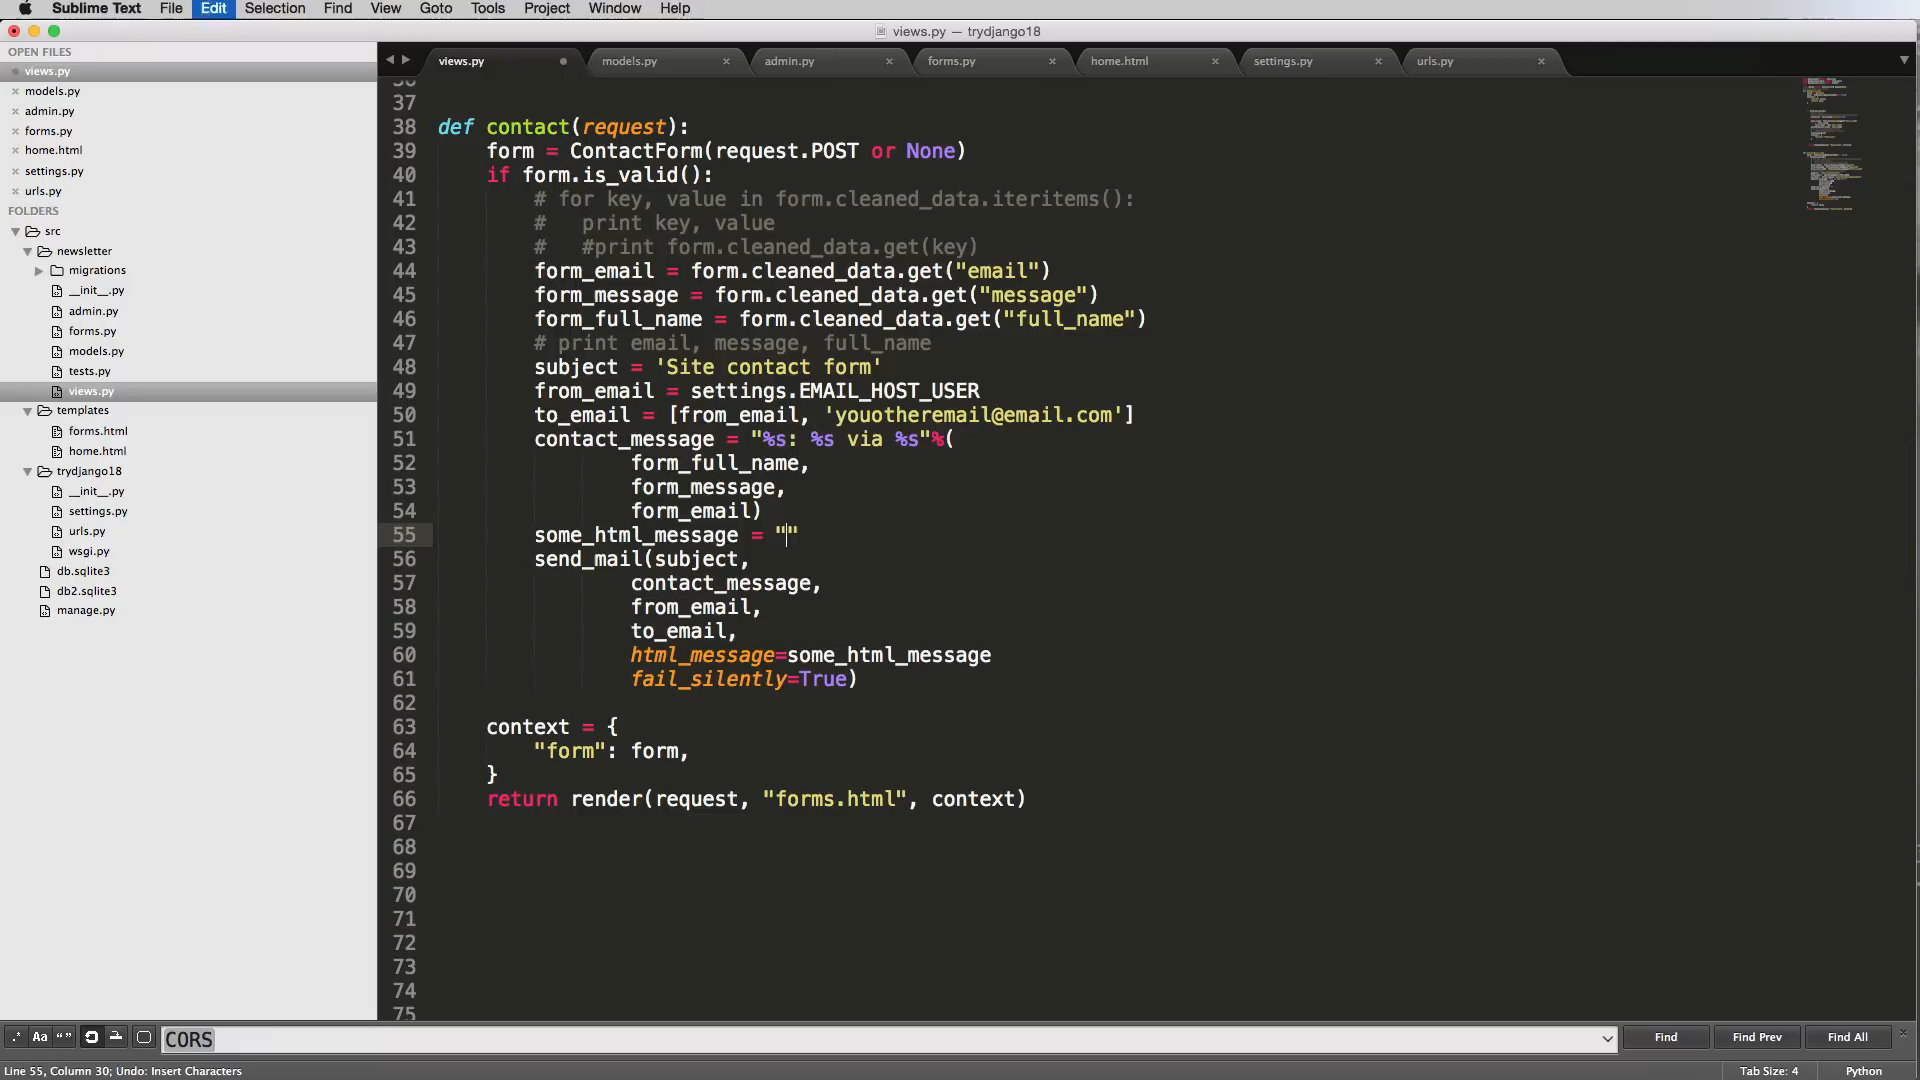 Sublime Text File Edit Selection Find View Goto Tools Project Window Help
views.py — trydjango18
OPEN FILES
views.py
models.py
admin.py
forms.py
home.html
settings.py
urls.py
FOLDERS
src
newsletter
migrations
__init__.py
admin.py
forms.py
models.py
tests.py
views.py
templates
forms.html
home.html
trydjango18
__init__.py
settings.py
urls.py
wsgi.py
db.sqlite3
db2.sqlite3
manage.py
views.py models.py admin.py forms.py home.html settings.py urls.py
36
37
38 def contact(request):
39 form = ContactForm(request.POST or None)
40 if form.is_valid():
41 # for key, value in form.cleaned_data.iteritems():
42 # print key, value
43 # #print form.cleaned_data.get(key)
44 form_email = form.cleaned_data.get("email")
45 form_message = form.cleaned_data.get("message")
46 form_full_name = form.cleaned_data.get("full_name")
47 # print email, message, full_name
48 subject = 'Site contact form'
49 from_email = settings.EMAIL_HOST_USER
50 to_email = [from_email, 'youotheremail@email.com']
51 contact_message = "%s: %s via %s"%(
52 form_full_name,
53 form_message,
54 form_email)
55 some_html_message = ""
56 send_mail(subject,
57 contact_message,
58 from_email,
59 to_email,
60 html_message=some_html_message
61 fail_silently=True)
62
63 context = {
64 "form": form,
65 }
66 return render(request, "forms.html", context)
67
68
69
70
71
72
73
74
75
.* Aa “ ” CORS Find Find Prev Find All
Line 55, Column 30; Undo: Insert Characters Tab Size: 4 Python